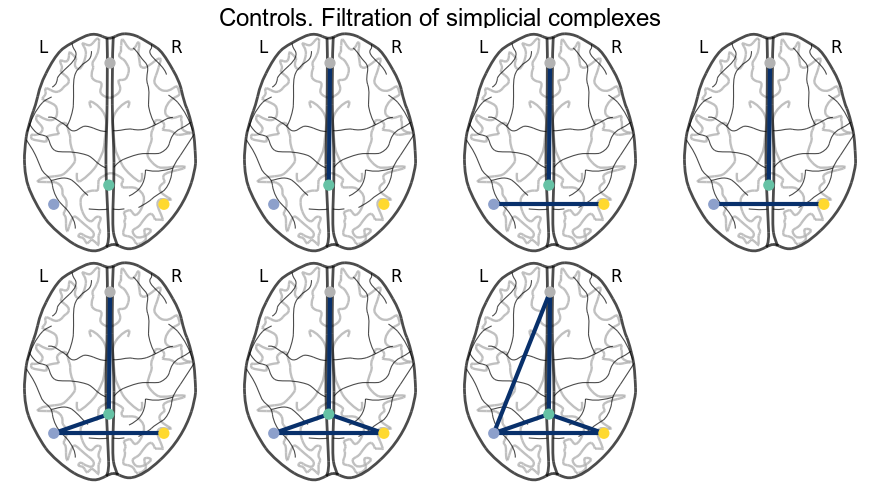 Controls. Filtration of simplicial complexes
L R L R L R L R
L R L R L R